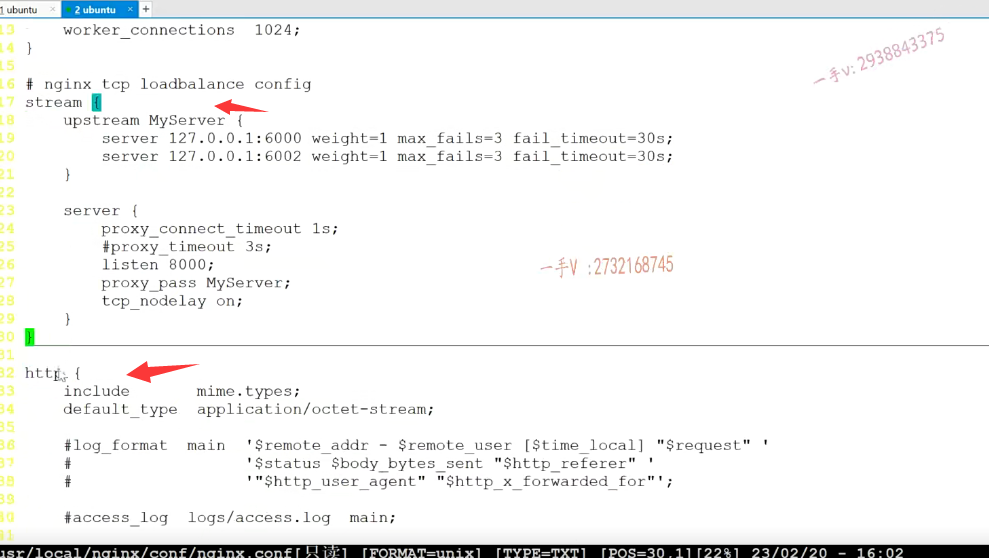 1 ubuntu × 2 ubuntu × +
13 worker_connections 1024;
14 }
15
16 # nginx tcp loadbalance config
17 stream {
18 upstream MyServer {
19 server 127.0.0.1:6000 weight=1 max_fails=3 fail_timeout=30s;
20 server 127.0.0.1:6002 weight=1 max_fails=3 fail_timeout=30s;
21 }
22
23 server {
24 proxy_connect_timeout 1s;
25 #proxy_timeout 3s;
26 listen 8000;
27 proxy_pass MyServer;
28 tcp_nodelay on;
29 }
30 }
31
32 http {
33 include mime.types;
34 default_type application/octet-stream;
35
36 #log_format main '$remote_addr - $remote_user [$time_local] "$request" '
37 # '$status $body_bytes_sent "$http_referer" '
38 # '"$http_user_agent" "$http_x_forwarded_for"';
39
40 #access_log logs/access.log main;
41
usr/local/nginx/conf/nginx.conf[只读] [FORMAT=unix] [TYPE=TXT] [POS=30,1][22%] 23/02/20 - 16:02
一手v:2938843375
一手V :2732168745